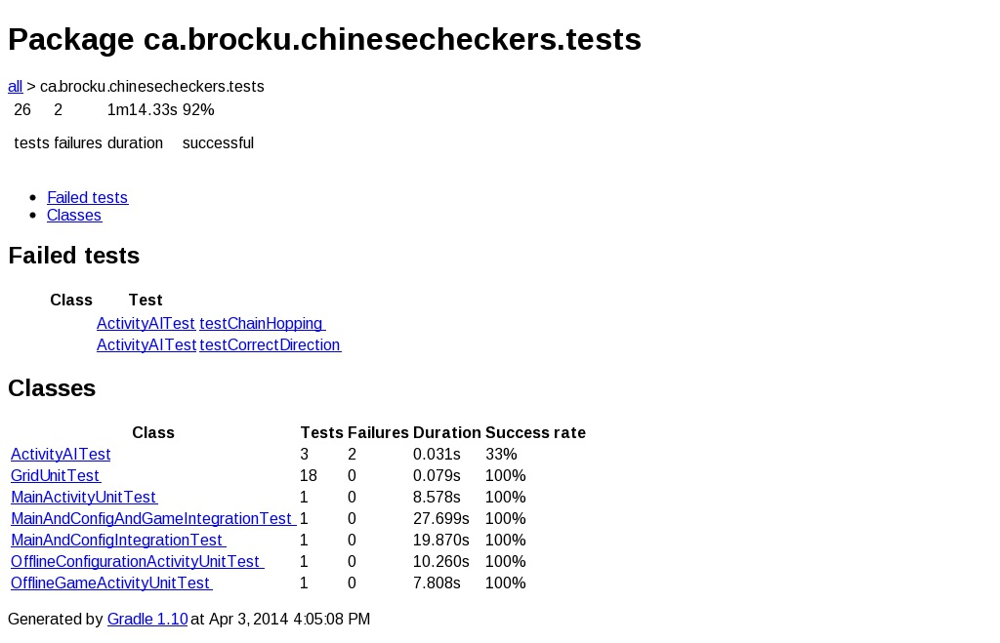 Package ca.brocku.chinesecheckers.tests
all > ca.brocku.chinesecheckers.tests
26 2 1m14.33s 92%
tests failures duration successful
Failed tests
Classes
Failed tests
Class Test
ActivityAITest testChainHopping
ActivityAITest testCorrectDirection
Classes
Class Tests Failures Duration Success rate
ActivityAITest 3 2 0.031s 33%
GridUnitTest 18 0 0.079s 100%
MainActivityUnitTest 1 0 8.578s 100%
MainAndConfigAndGameIntegrationTest 1 0 27.699s 100%
MainAndConfigIntegrationTest 1 0 19.870s 100%
OfflineConfigurationActivityUnitTest 1 0 10.260s 100%
OfflineGameActivityUnitTest 1 0 7.808s 100%
Generated by Gradle 1.10 at Apr 3, 2014 4:05:08 PM